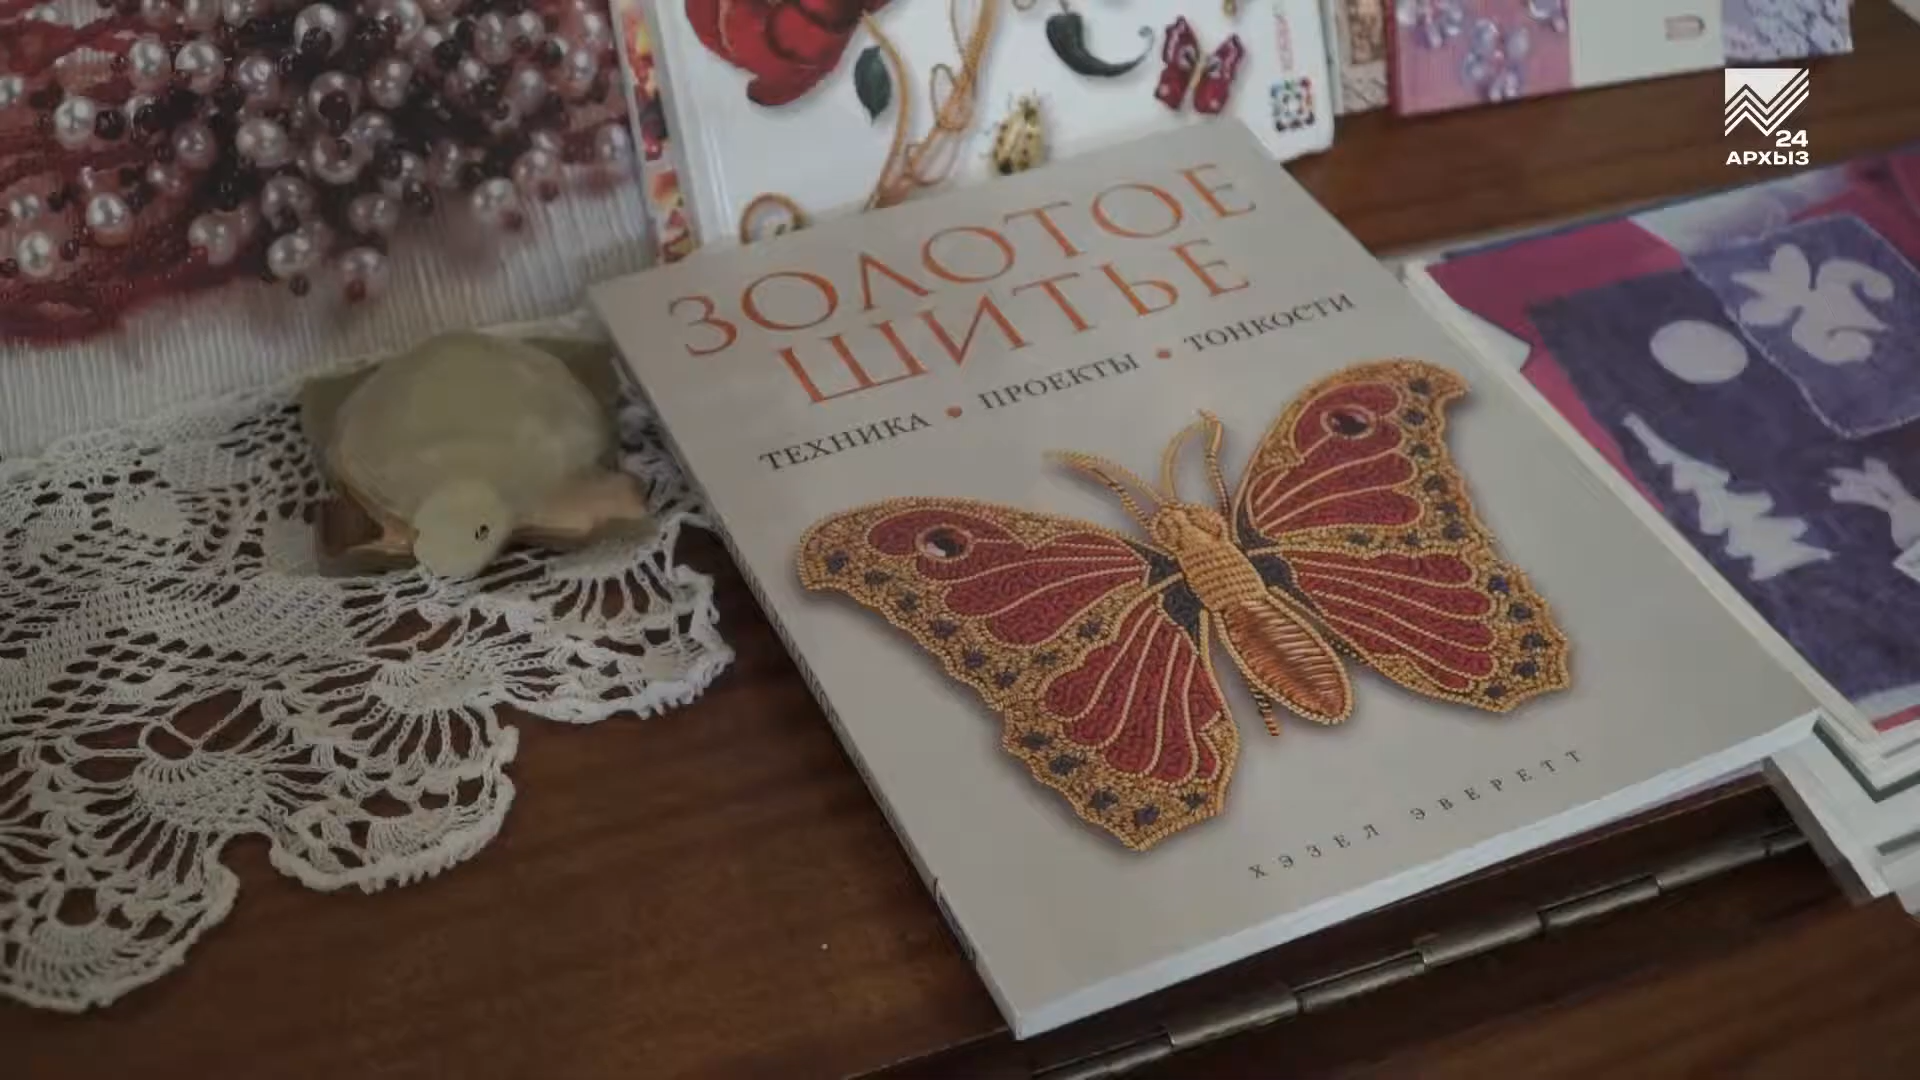 24
АРХЫЗ
ЗОЛОТОЕ
ШИТЬЕ
ТЕХНИКА • ПРОЕКТЫ • ТОНКОСТИ
ХЭЗЕЛ ЭВЕРЕТТ